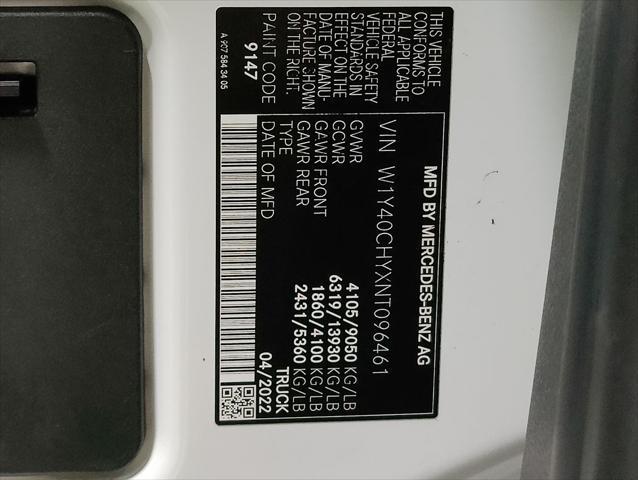 MFD BY MERCEDES-BENZ AG
VIN W1Y40CHYXNT096461
GVWR 4105/9050 KG/LB
GCWR 6319/13930 KG/LB
GAWR FRONT 1860/4100 KG/LB
GAWR REAR 2431/5360 KG/LB
TYPE TRUCK
DATE OF MFD 04/2022
THIS VEHICLE
CONFORMS TO
ALL APPLICABLE
FEDERAL
VEHICLE SAFETY
STANDARDS IN
EFFECT ON THE
DATE OF MANU-
FACTURE SHOWN
ON THE RIGHT.
PAINT CODE
9147
A 907 584 34 05